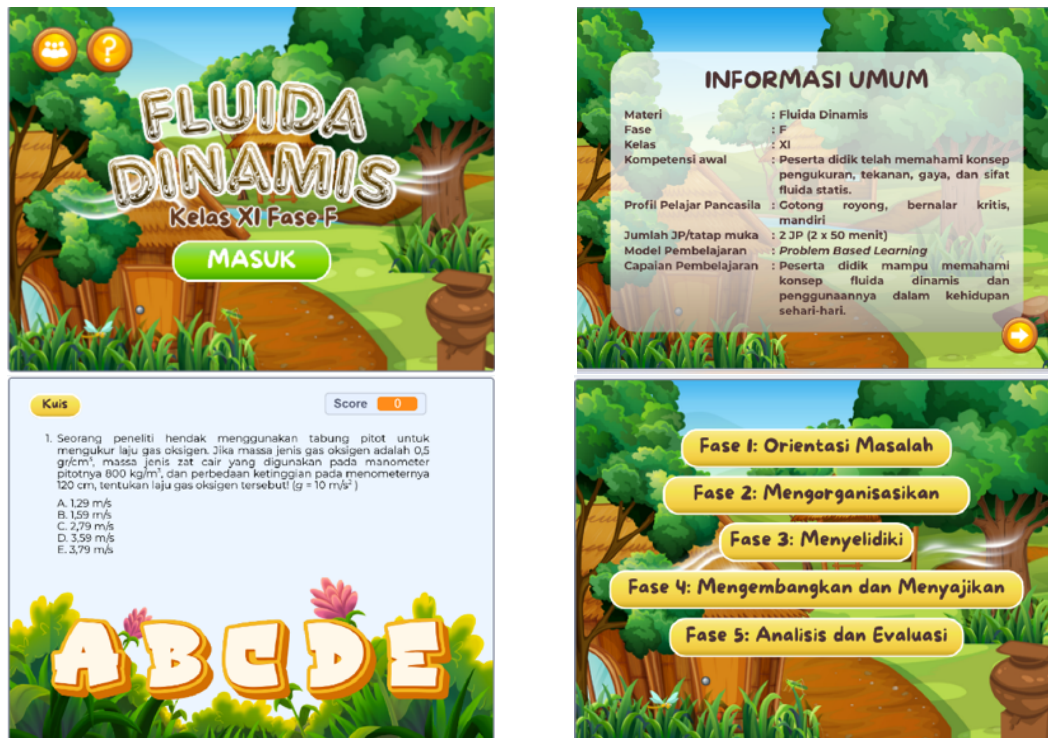 ?
FLUIDA
DINAMIS
Kelas XI Fase F
MASUK
INFORMASI UMUM
Materi : Fluida Dinamis
Fase : F
Kelas : XI
Kompetensi awal : Peserta didik telah memahami konsep
pengukuran, tekanan, gaya, dan sifat
fluida statis.
Profil Pelajar Pancasila : Gotong royong, bernalar kritis,
mandiri
Jumlah JP/tatap muka : 2 JP (2 x 50 menit)
Model Pembelajaran : Problem Based Learning
Capaian Pembelajaran : Peserta didik mampu memahami
konsep fluida dinamis dan
penggunaannya dalam kehidupan
sehari-hari.
Kuis
Score 0
1. Seorang peneliti hendak menggunakan tabung pitot untuk
mengukur laju gas oksigen. Jika massa jenis gas oksigen adalah 0,5
gr/cm³, massa jenis zat cair yang digunakan pada manometer
pitotnya 800 kg/m³, dan perbedaan ketinggian pada menometernya
120 cm, tentukan laju gas oksigen tersebut! (g = 10 m/s² )
A. 1,29 m/s
B. 1,59 m/s
C. 2,79 m/s
D. 3,59 m/s
E. 3,79 m/s
A B C D E
Fase 1: Orientasi Masalah
Fase 2: Mengorganisasikan
Fase 3: Menyelidiki
Fase 4: Mengembangkan dan Menyajikan
Fase 5: Analisis dan Evaluasi